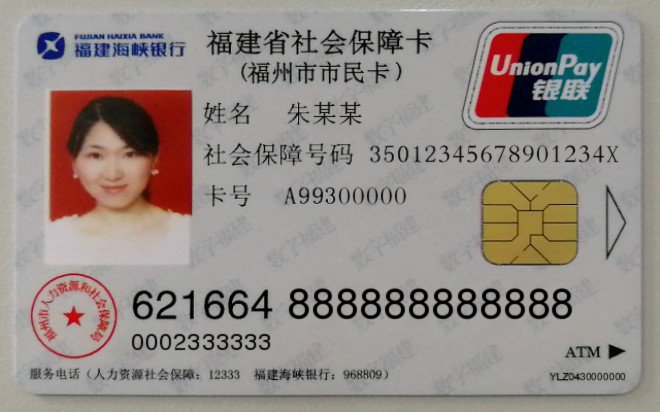 FUJIAN HAIXIA BANK
福建海峡银行
福建省社会保障卡
(福州市市民卡)
UnionPay
银联
姓名 朱某某
社会保障号码 35012345678901234X
卡号 A99300000
福州市人力资源和社会保障局
621664 888888888888
0002333333
ATM
服务电话（人力资源社会保障：12333 福建海峡银行：968809）
YLZ0430000000
数字福建